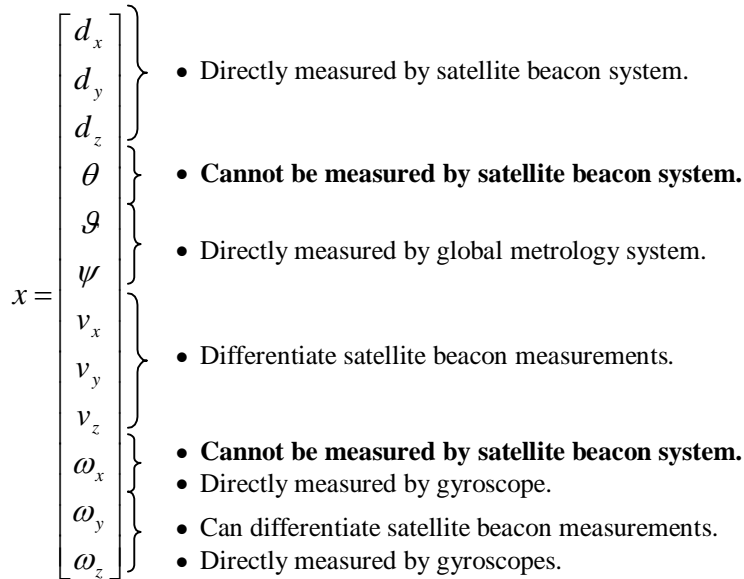 d_x
• Directly measured by satellite beacon system.
d_y
d_z
θ
• Cannot be measured by satellite beacon system.
ϑ
• Directly measured by global metrology system.
ψ
x =
v_x
• Differentiate satellite beacon measurements.
v_y
v_z
• Cannot be measured by satellite beacon system.
ω_x
• Directly measured by gyroscope.
ω_y
• Can differentiate satellite beacon measurements.
ω_z
• Directly measured by gyroscopes.